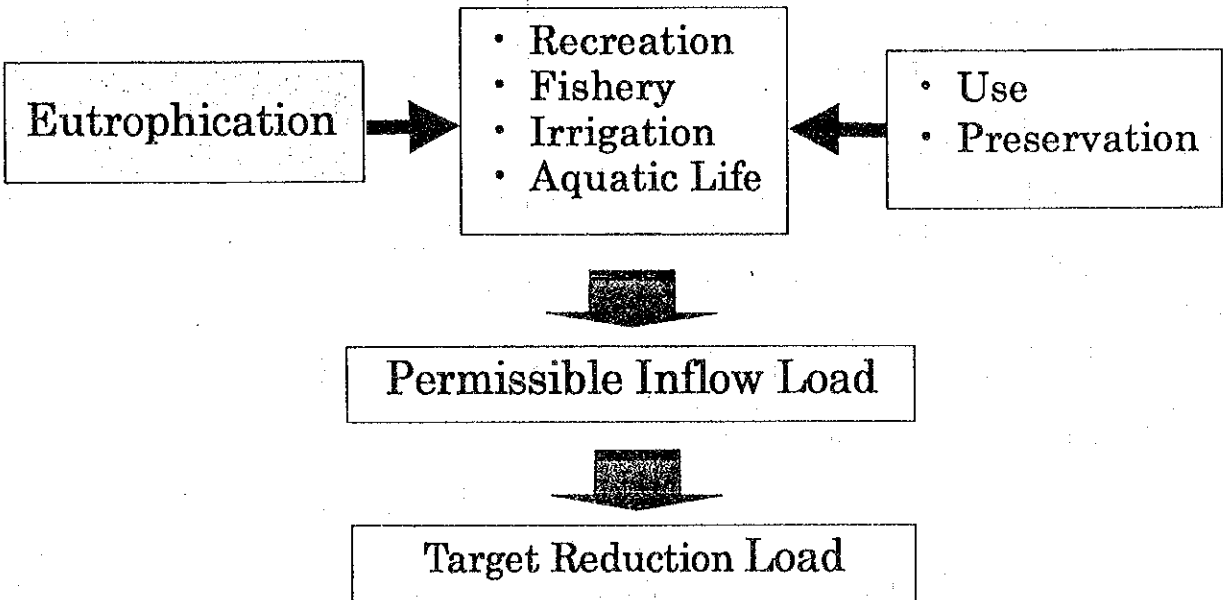 Eutrophication
・ Recreation
・ Fishery
・ Irrigation
・ Aquatic Life
・ Use
・ Preservation
Permissible Inflow Load
Target Reduction Load